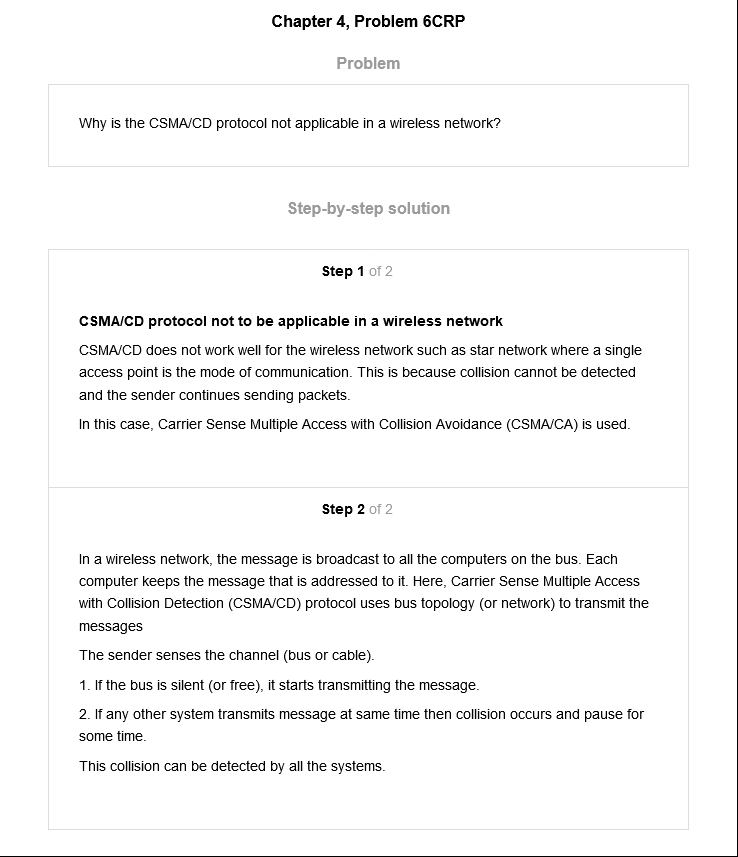 Chapter 4, Problem 6CRP
Problem
Why is the CSMA/CD protocol not applicable in a wireless network?
Step-by-step solution
Step 1 of 2
CSMA/CD protocol not to be applicable in a wireless network
CSMA/CD does not work well for the wireless network such as star network where a single
access point is the mode of communication. This is because collision cannot be detected
and the sender continues sending packets.
In this case, Carrier Sense Multiple Access with Collision Avoidance (CSMA/CA) is used.
Step 2 of 2
In a wireless network, the message is broadcast to all the computers on the bus. Each
computer keeps the message that is addressed to it. Here, Carrier Sense Multiple Access
with Collision Detection (CSMA/CD) protocol uses bus topology (or network) to transmit the
messages
The sender senses the channel (bus or cable).
1. If the bus is silent (or free), it starts transmitting the message.
2. If any other system transmits message at same time then collision occurs and pause for
some time.
This collision can be detected by all the systems.